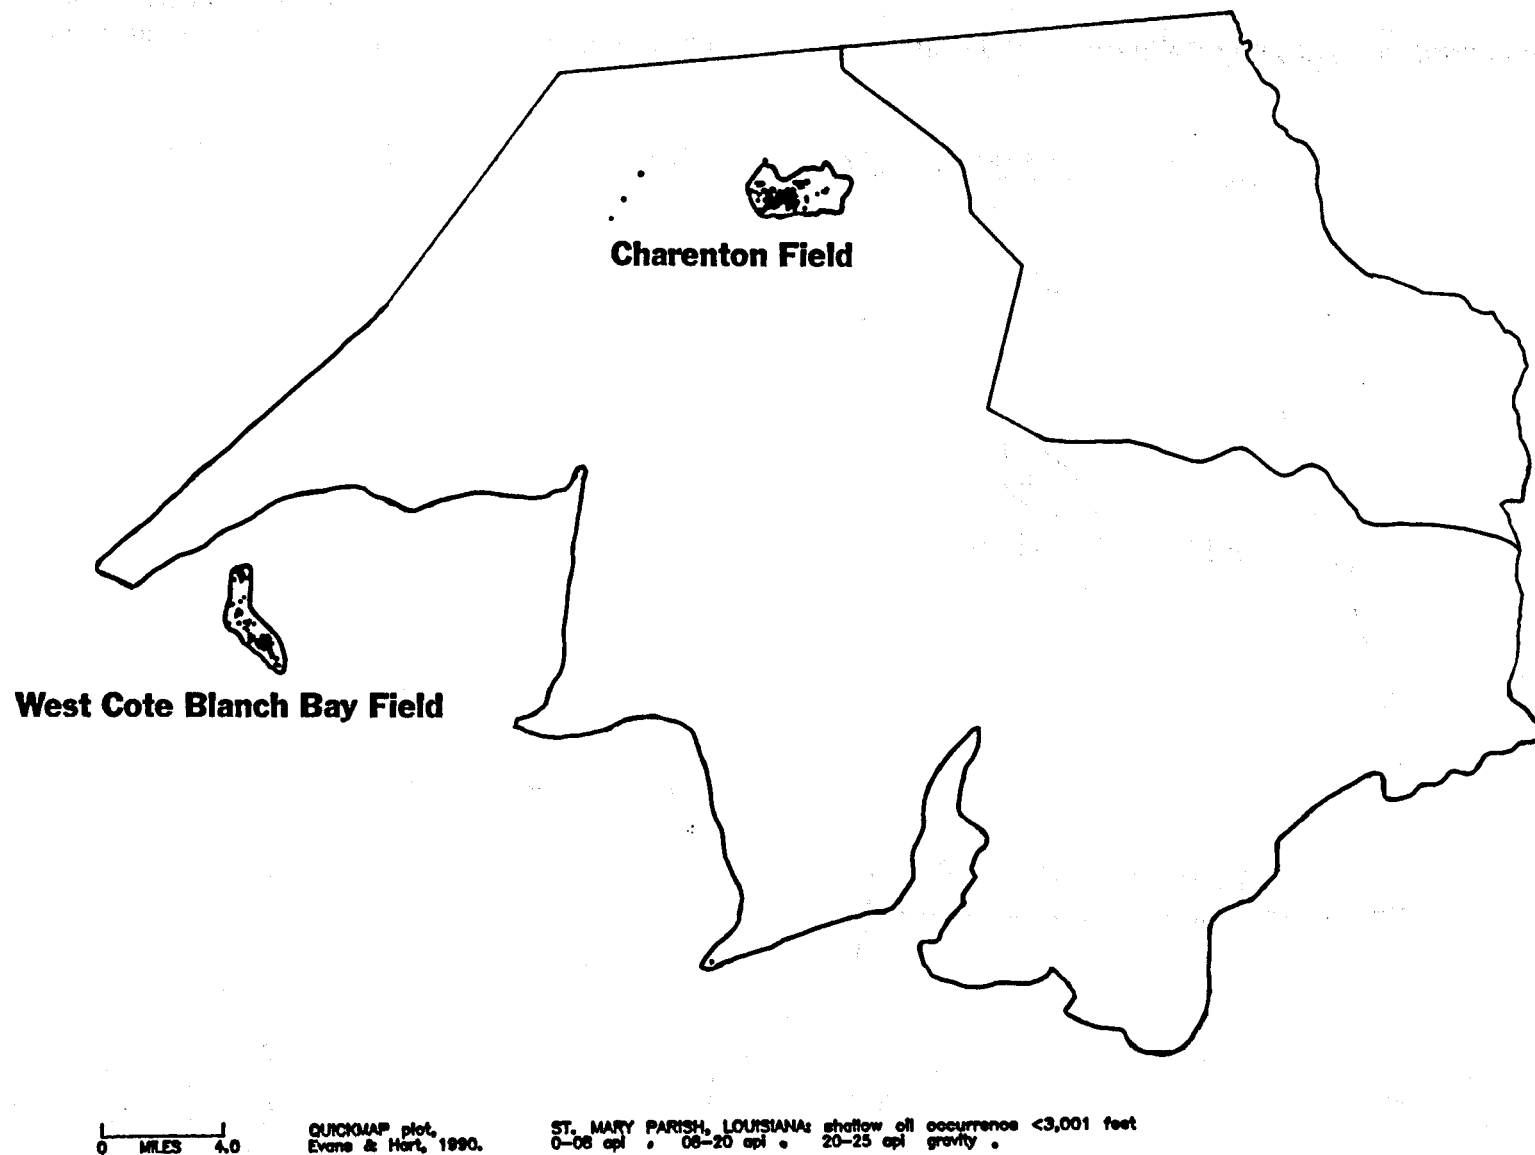 Charenton Field
West Cote Blanch Bay Field
0 MILES 4.0
QUICKMAP plot,
Evans & Hart, 1990.
ST. MARY PARISH, LOUISIANA: shallow oil occurrence <3,001 feet
0-08 api . 08-20 api . 20-25 api gravity .